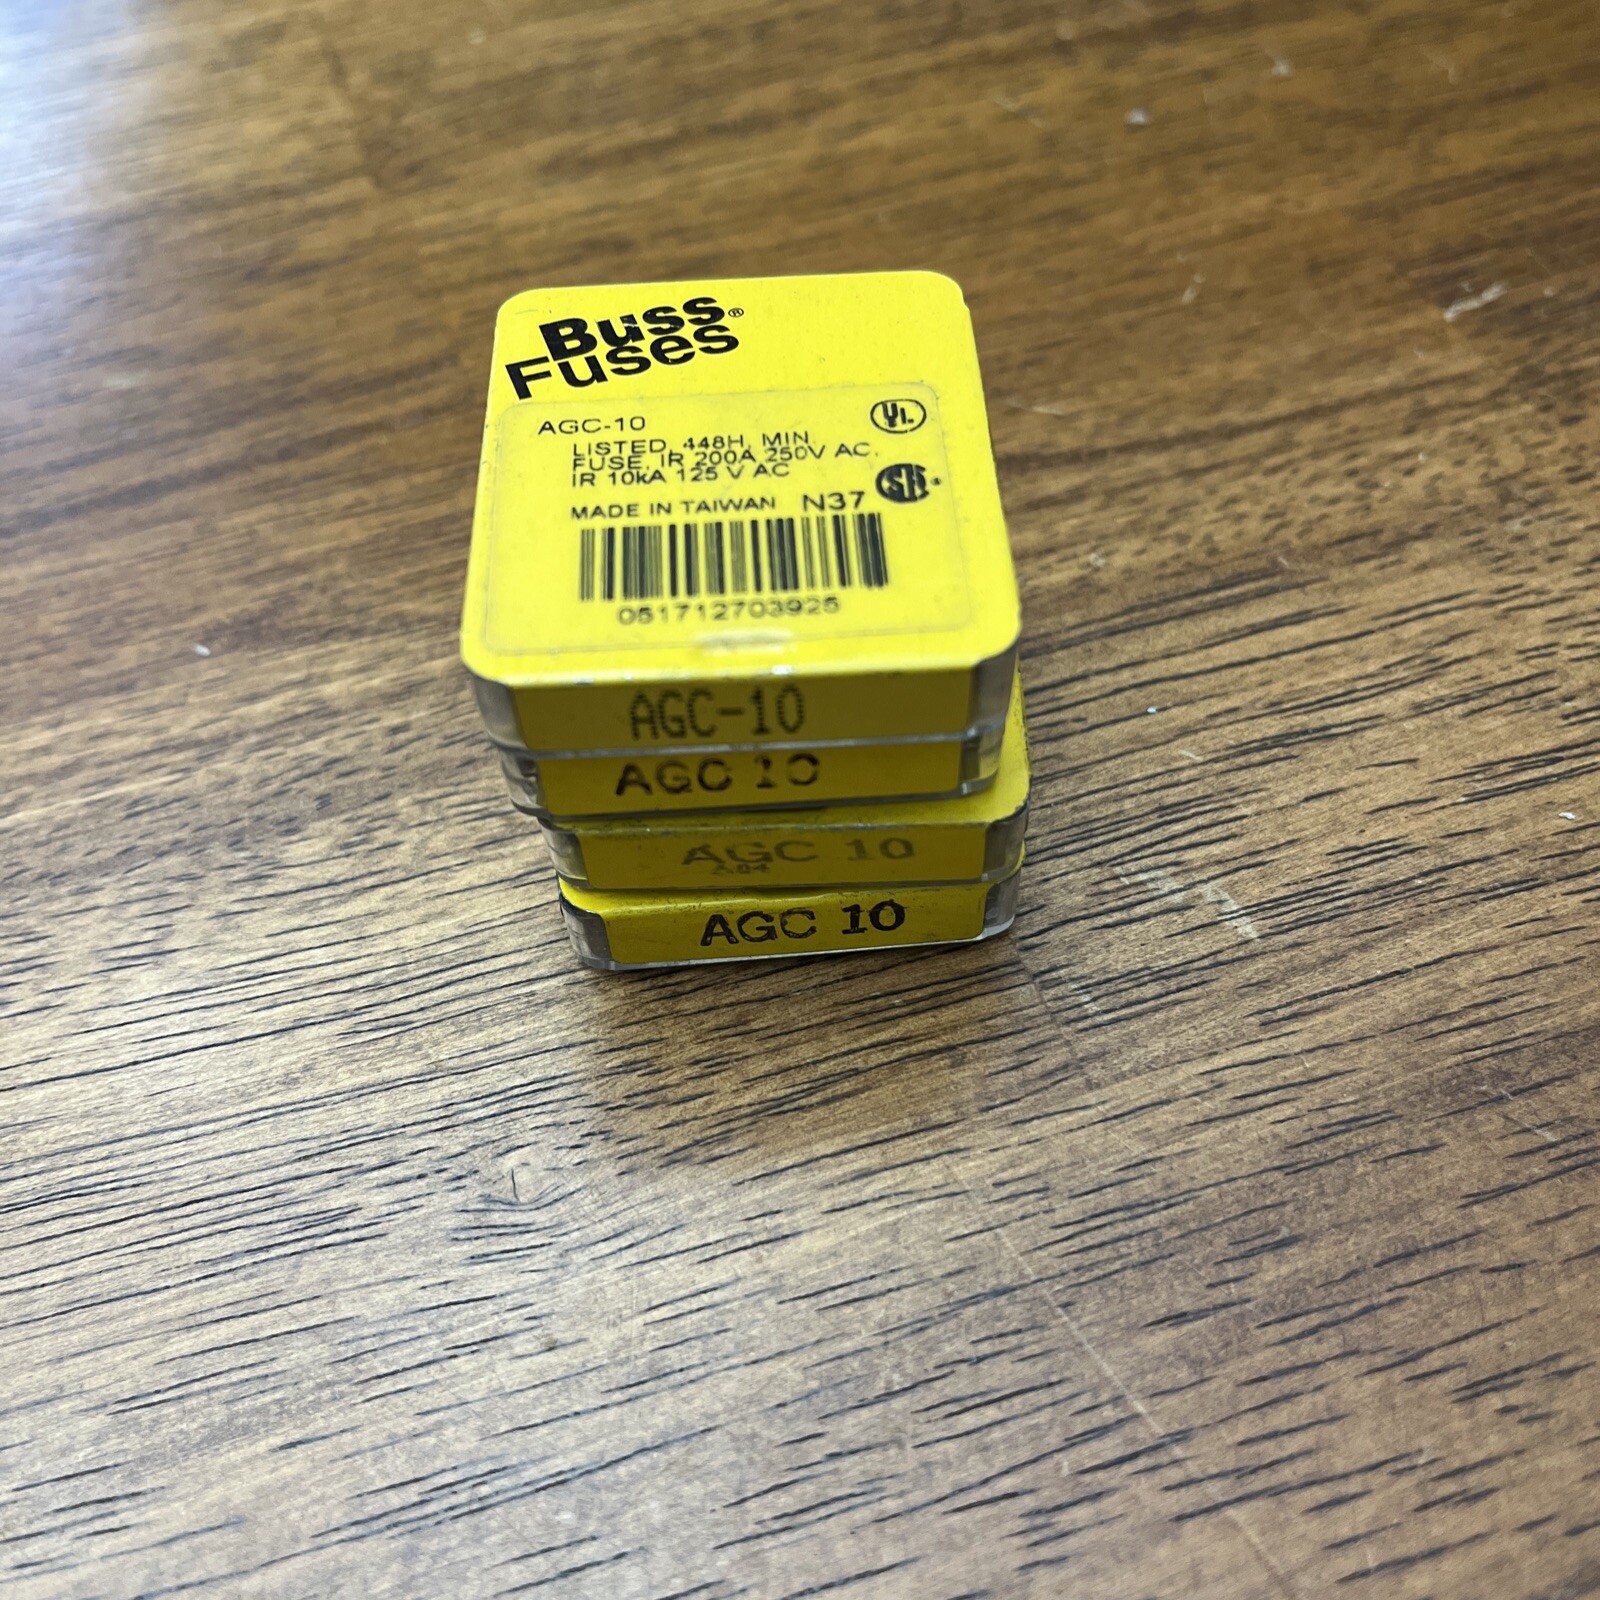 Buss®
Fuses
AGC-10
UL
LISTED, 448H, MIN.
FUSE, IR 200A 250V AC,
IR 10kA 125 V AC
MADE IN TAIWAN N37
051712703925
AGC-10
AGC 10
AGC 10
AGC 10